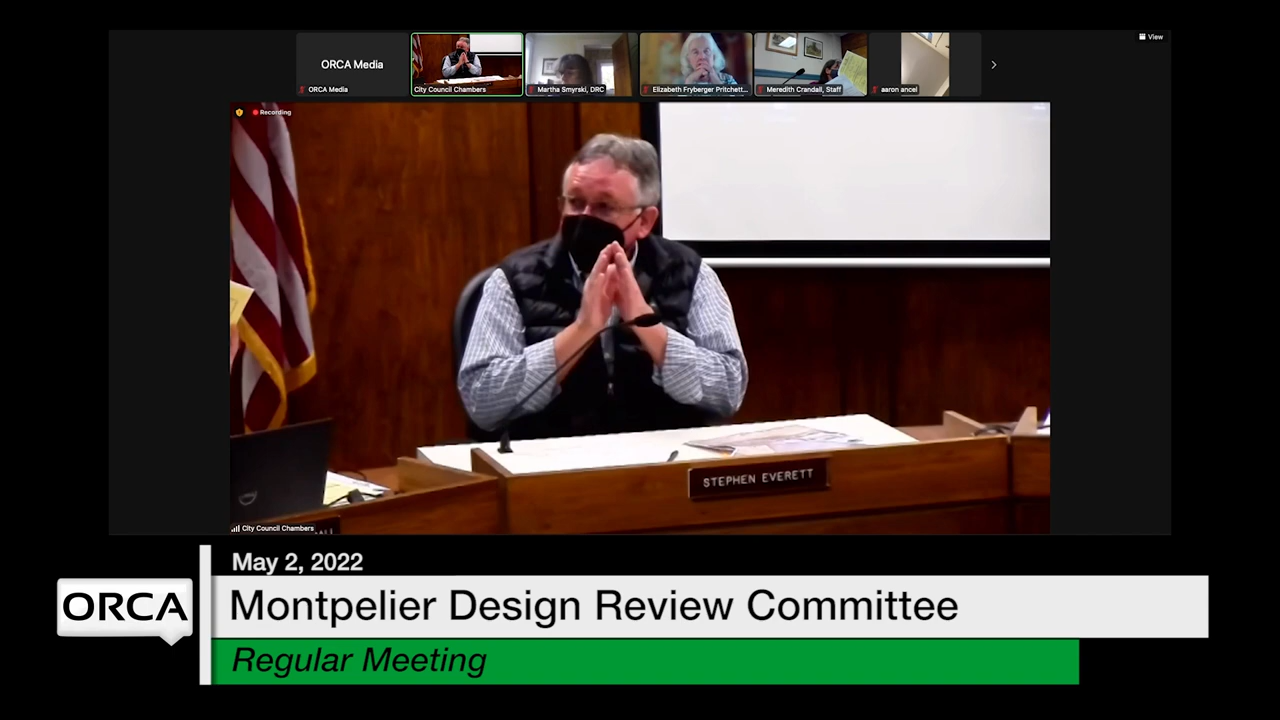 View
ORCA Media
ORCA Media
City Council Chambers
Martha Smyrski, DRC
Elizabeth Fryberger Pritchett...
Meredith Crandall, Staff
aaron ancel
Recording
STEPHEN EVERETT
City Council Chambers
May 2, 2022
ORCA
Montpelier Design Review Committee
Regular Meeting